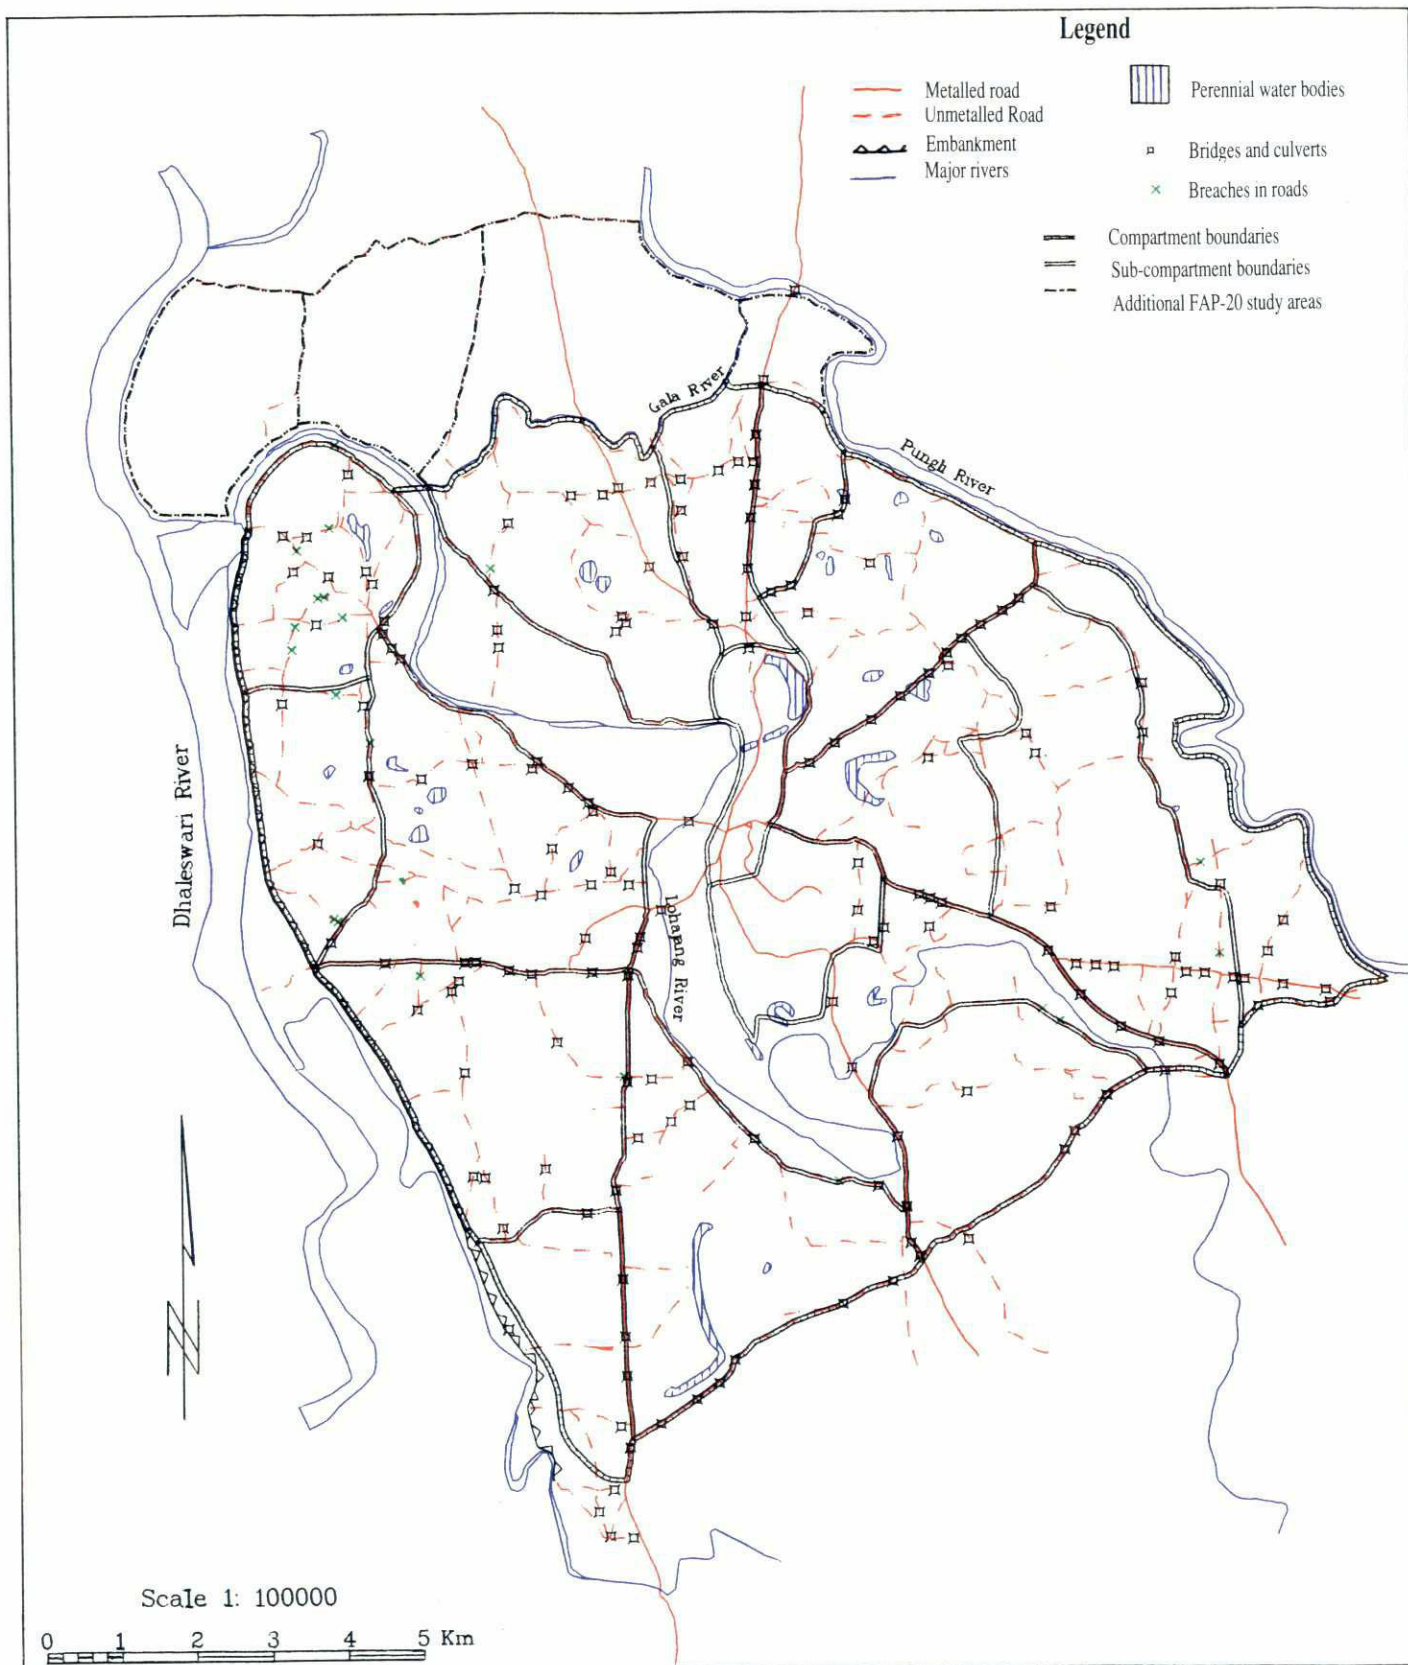 Legend
Metalled road
Unmetalled Road
Embankment
Major rivers
Perennial water bodies
Bridges and culverts
Breaches in roads
Compartment boundaries
Sub-compartment boundaries
Additional FAP-20 study areas
Gala River
Pungli River
Dhaleswari River
Lohajang River
Scale 1: 100000
0 1 2 3 4 5 Km